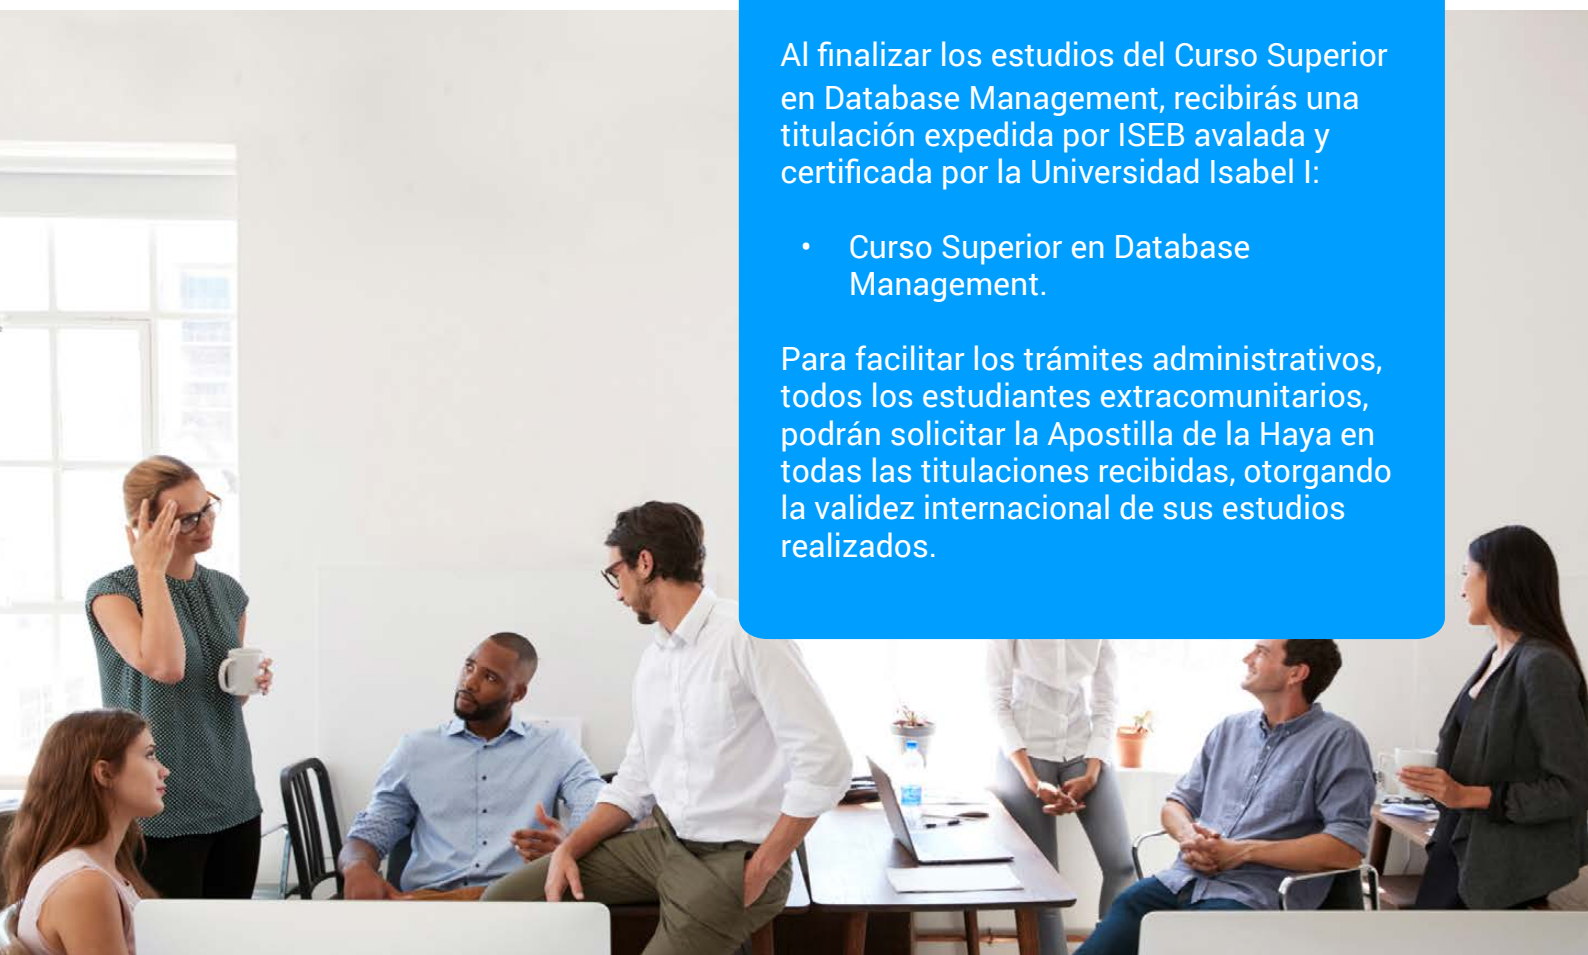 Al finalizar los estudios del Curso Superior
en Database Management, recibirás una
titulación expedida por ISEB avalada y
certificada por la Universidad Isabel I:
• Curso Superior en Database
Management.
Para facilitar los trámites administrativos,
todos los estudiantes extracomunitarios,
podrán solicitar la Apostilla de la Haya en
todas las titulaciones recibidas, otorgando
la validez internacional de sus estudios
realizados.